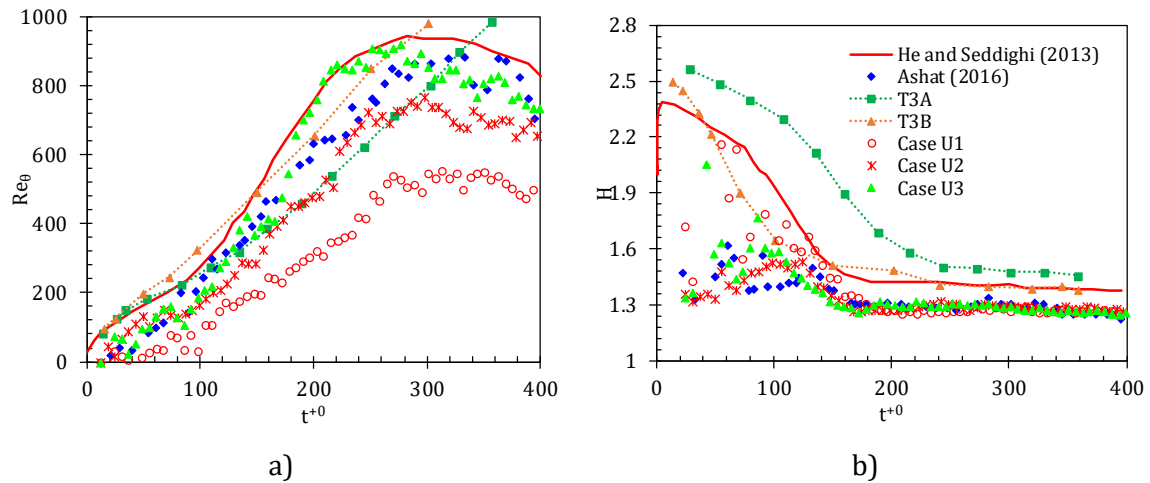 1000
800
600
400
200
0
Re_θ
0 100 200 300 400
t⁺⁰
a)
2.8
2.5
2.2
1.9
1.6
1.3
1
H
0 100 200 300 400
t⁺⁰
He and Seddighi (2013)
Ashat (2016)
T3A
T3B
Case U1
Case U2
Case U3
b)